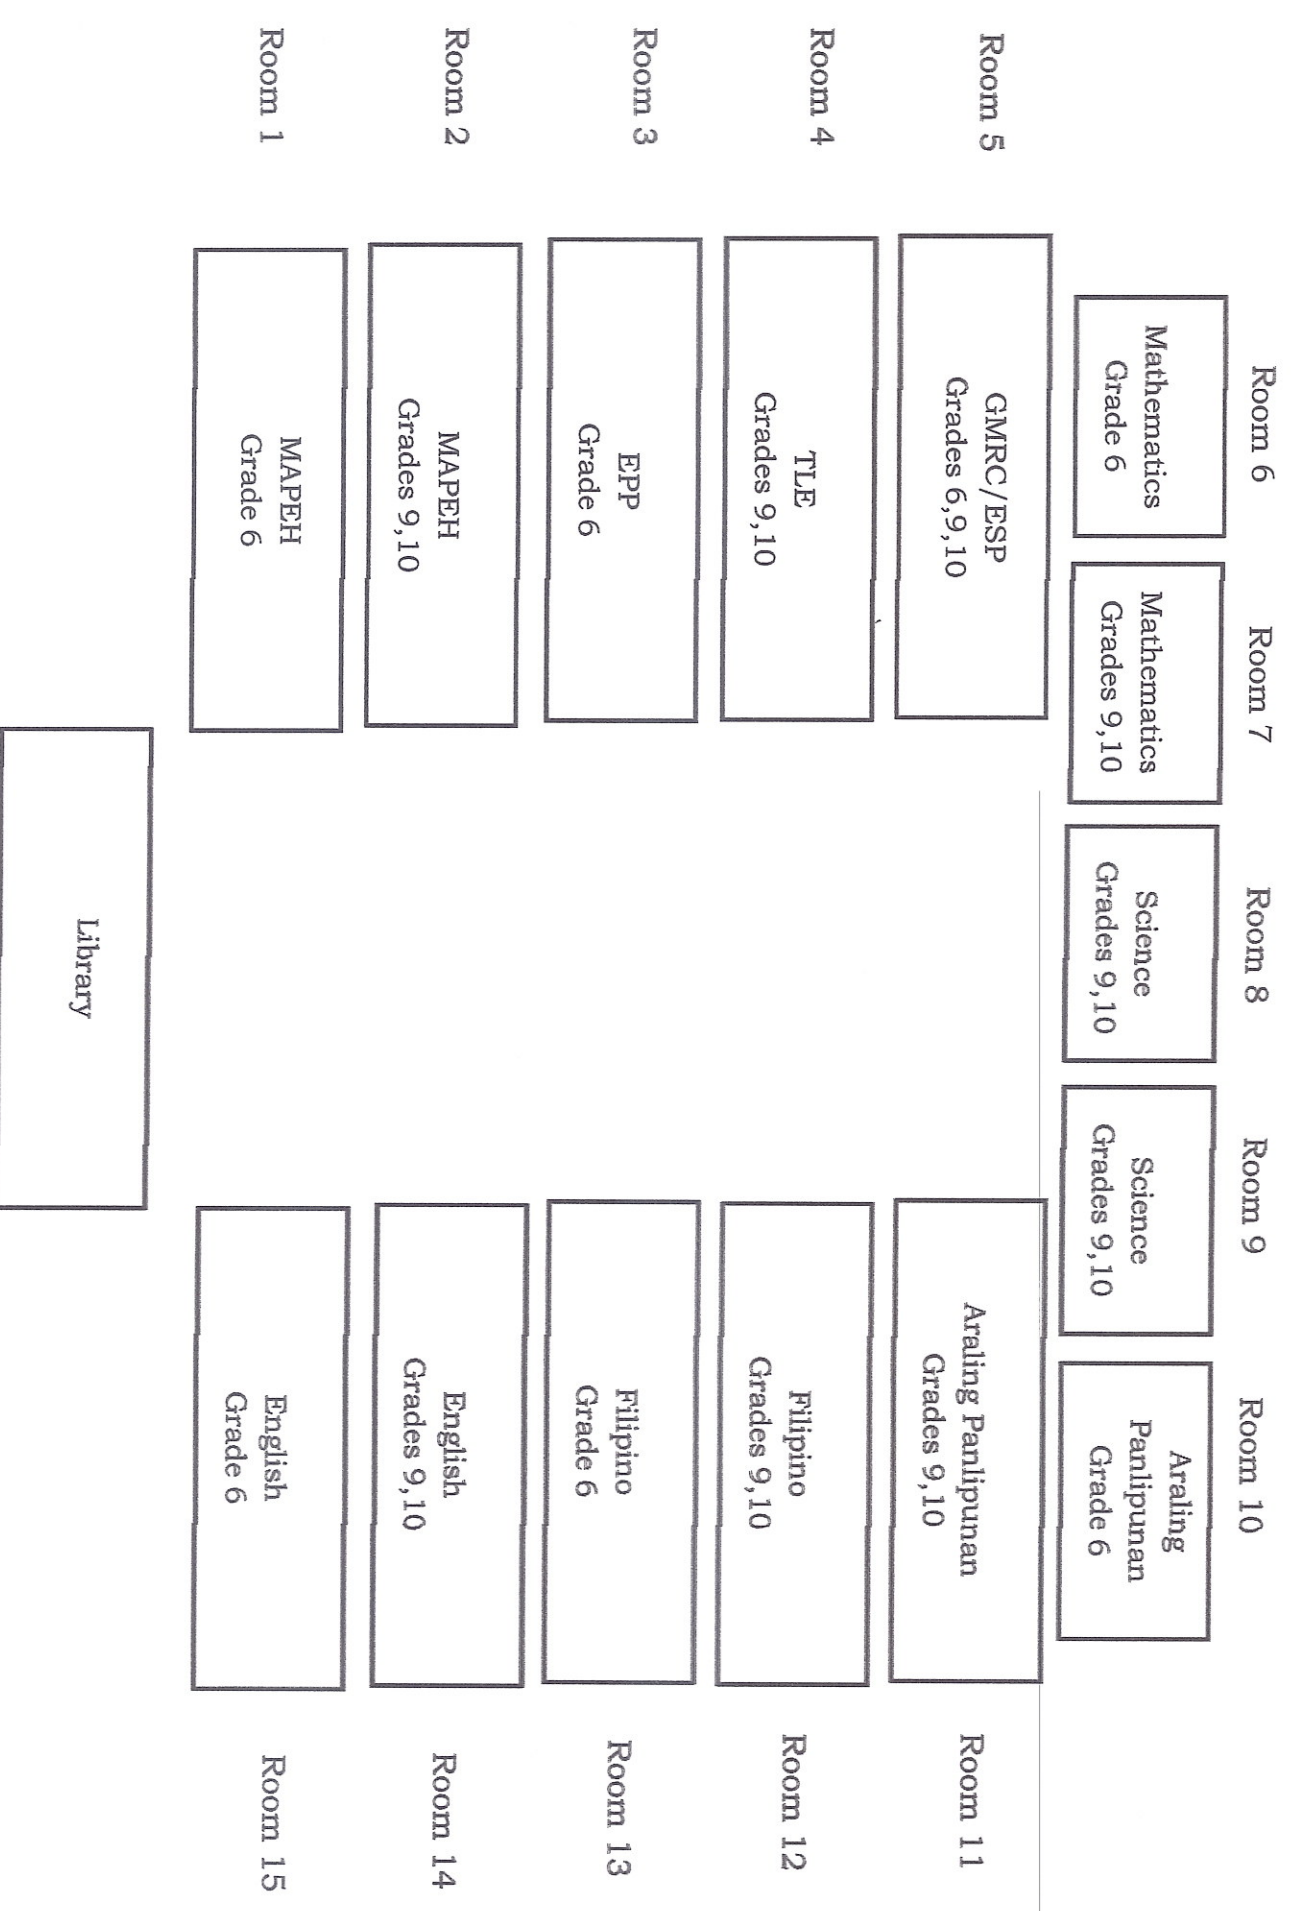 Room 6
Room 7
Room 8
Room 9
Room 10
Mathematics
Grade 6
Mathematics
Grades 9,10
Science
Grades 9,10
Science
Grades 9,10
Araling
Panlipunan
Grade 6
Room 5
GMRC/ESP
Grades 6,9,10
Araling Panlipunan
Grades 9,10
Room 11
Room 4
TLE
Grades 9,10
Filipino
Grades 9,10
Room 12
Room 3
EPP
Grade 6
Filipino
Grade 6
Room 13
Room 2
MAPEH
Grades 9,10
English
Grades 9,10
Room 14
Room 1
MAPEH
Grade 6
English
Grade 6
Room 15
Library